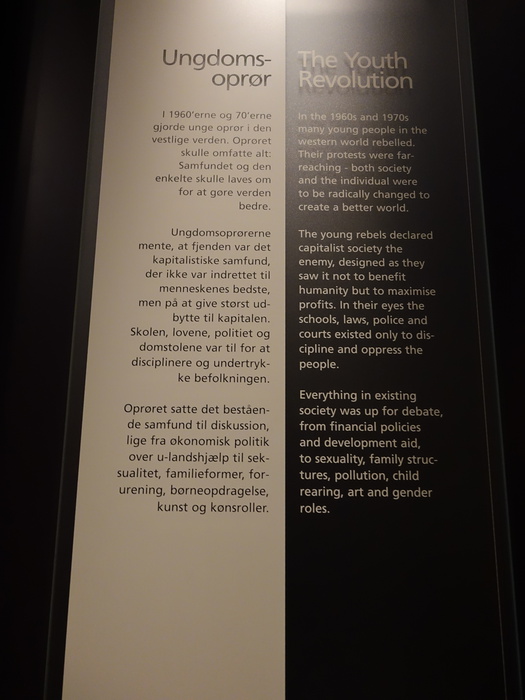 Ungdoms-
oprør
I 1960'erne og 70'erne
gjorde unge oprør i den
vestlige verden. Oprøret
skulle omfatte alt:
Samfundet og den
enkelte skulle laves om
for at gøre verden
bedre.
Ungdomsoprørerne
mente, at fjenden var det
kapitalistiske samfund,
der ikke var indrettet til
menneskenes bedste,
men på at give størst ud-
bytte til kapitalen.
Skolen, lovene, politiet og
domstolene var til for at
disciplinere og undertryk-
ke befolkningen.
Oprøret satte det beståen-
de samfund til diskussion,
lige fra økonomisk politik
over u-landshjælp til sek-
sualitet, familieformer, for-
urening, børneopdragelse,
kunst og kønsroller.
The Youth
Revolution
In the 1960s and 1970s
many young people in the
western world rebelled.
Their protests were far-
reaching - both society
and the individual were
to be radically changed to
create a better world.
The young rebels declared
capitalist society the
enemy, designed as they
saw it not to benefit
humanity but to maximise
profits. In their eyes the
schools, laws, police and
courts existed only to dis-
cipline and oppress the
people.
Everything in existing
society was up for debate,
from financial policies
and development aid,
to sexuality, family struc-
tures, pollution, child
rearing, art and gender
roles.